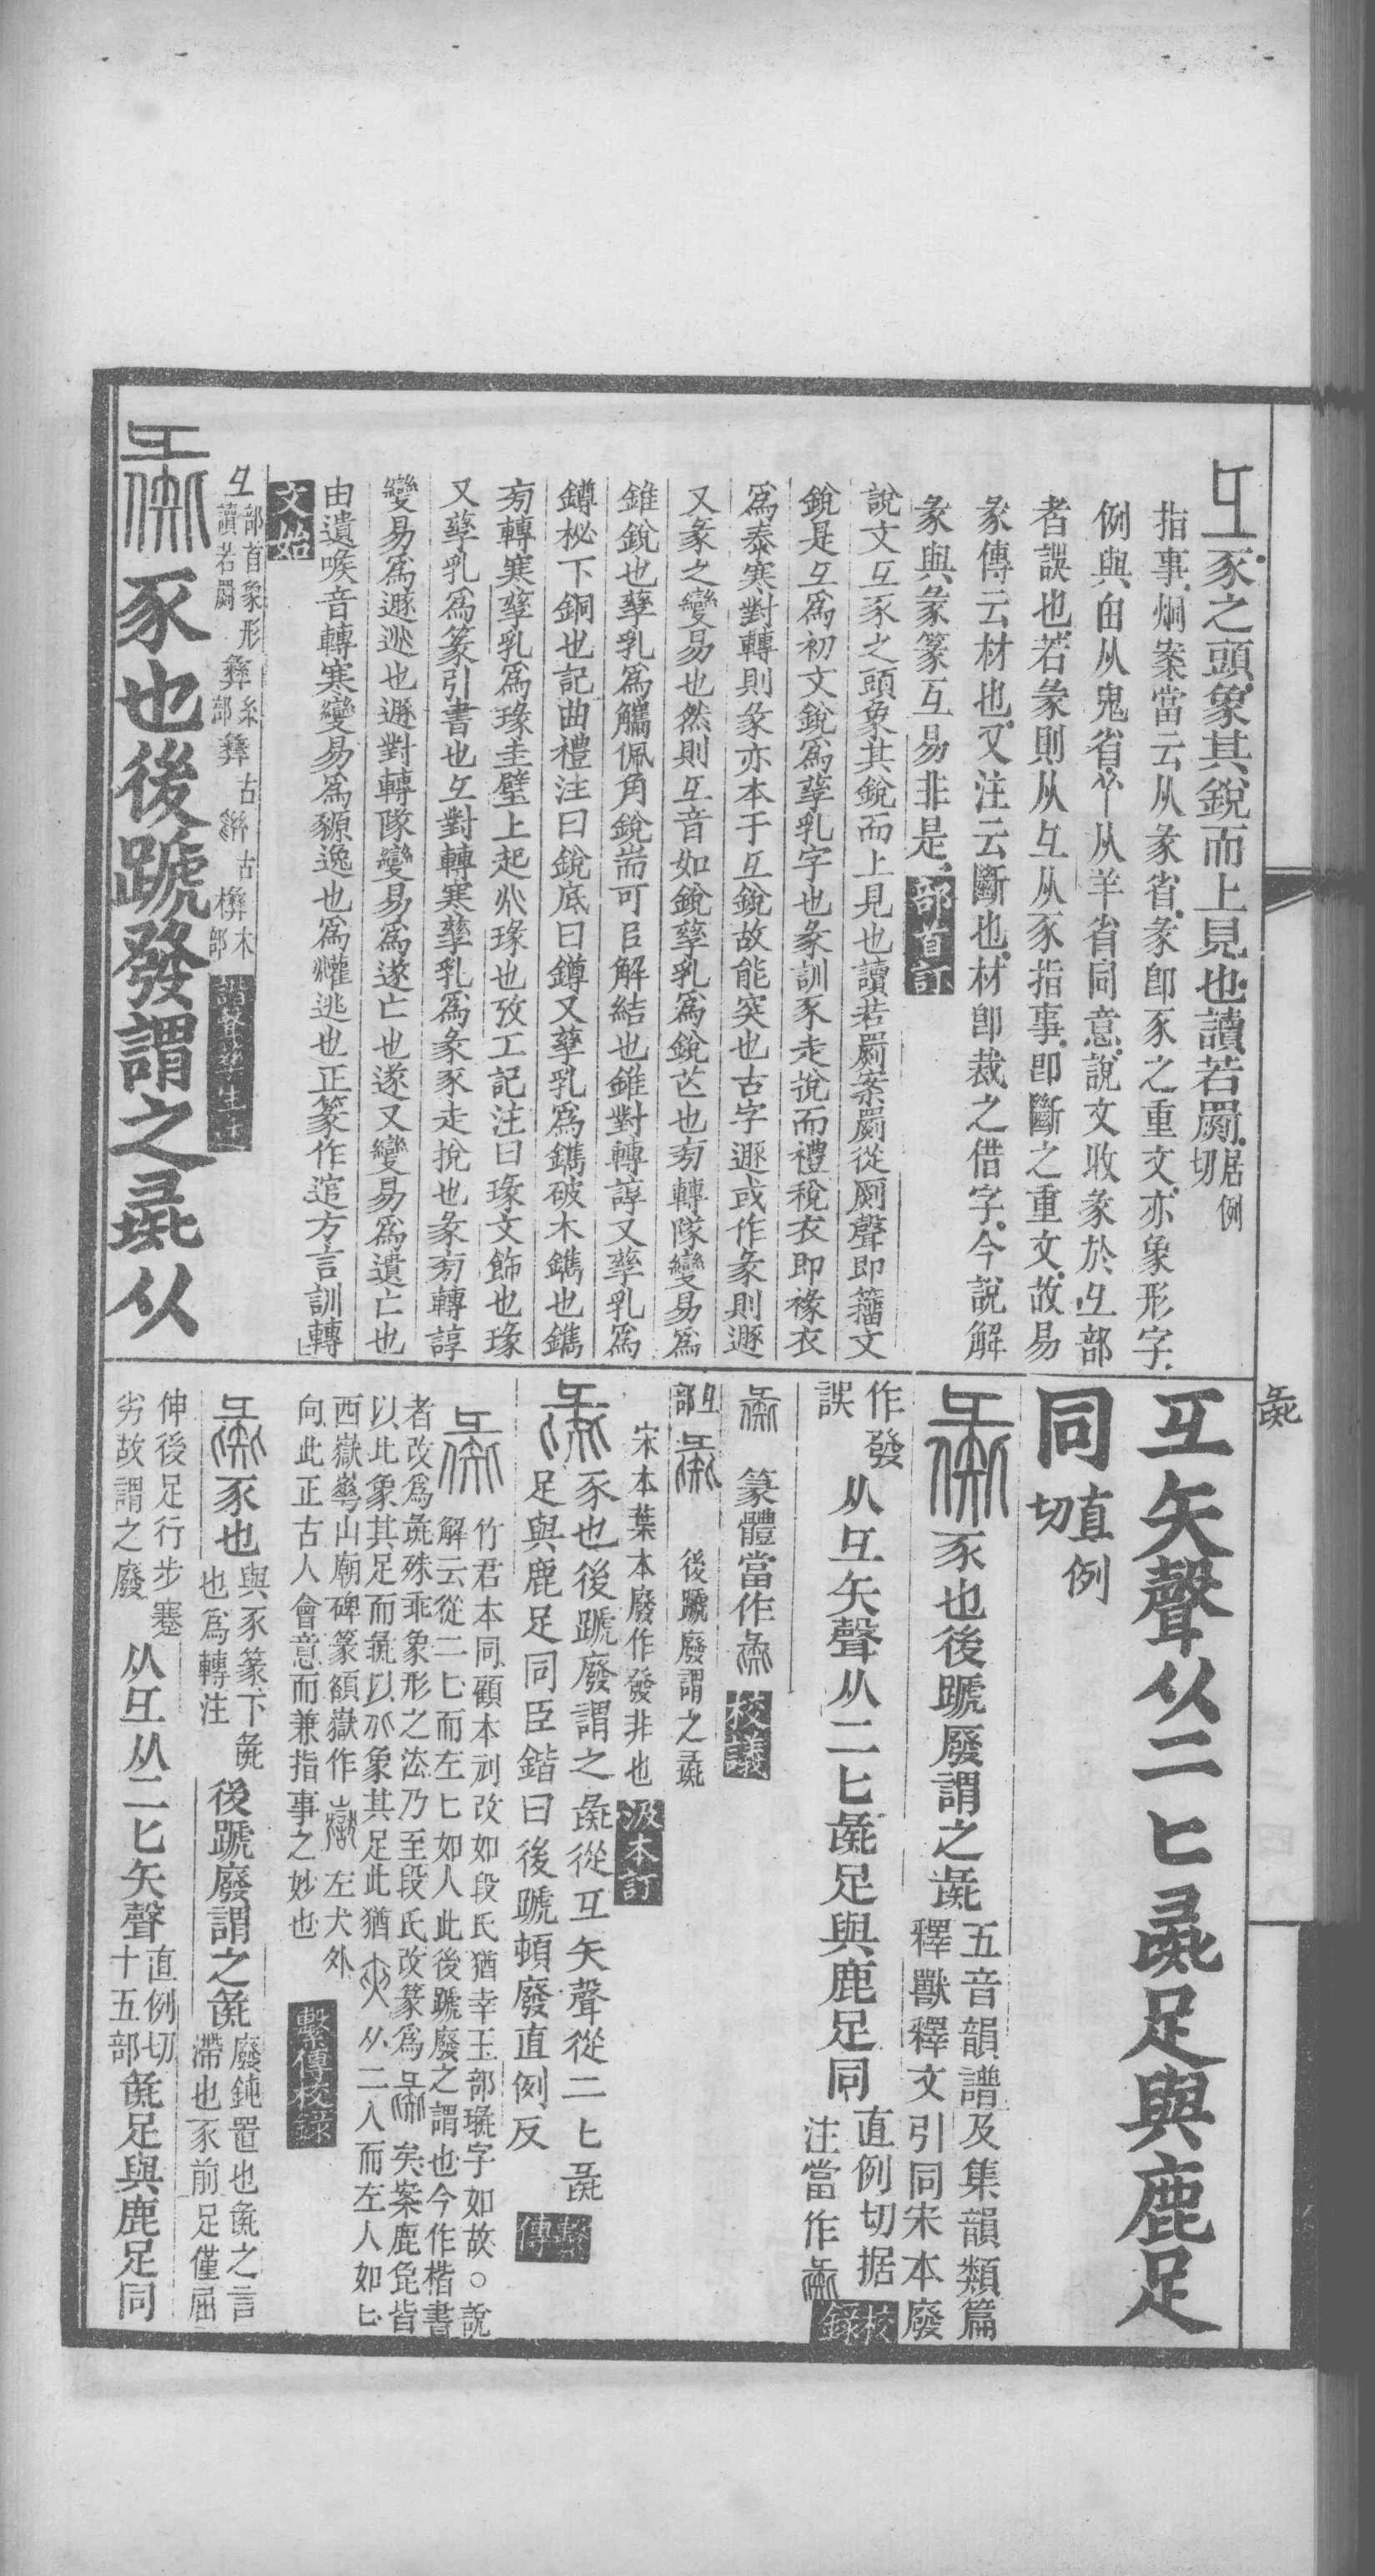 彑豕之頭象其銳而上見也讀若罽居例切
指事炯案當云从彖省彖卽豕之重文亦象形字
例與甶从鬼省𦍌从羊省同意說文收彖於彑部
者誤也若彖則从彑从豕指事卽斷之重文故易
彖傳云材也又注云斷也材卽裁之借字今說解
彖與彖篆互易非是部首訂
說文彑豕之頭象其銳而上見也讀若罽案罽從㓹聲即籀文
銳是彑爲初文銳爲孳乳字也彖訓豕走挩而禮稅衣即褖衣
爲泰寒對轉則彖亦本于彑銳故能突也古字遯或作彖則遯
又彖之變易也然則彑音如銳孳乳爲銳芒也旁轉隊變易爲
錐銳也孳乳爲觿佩角銳耑可㠯解結也錐對轉諄又孳乳爲
鐏柲下銅也記曲禮注曰銳底曰鐏又孳乳爲鐫破木鐫也鐫
旁轉寒孳乳爲瑑圭璧上起兆瑑也攷工記注曰瑑文飾也瑑
又孳乳爲篆引書也彑對轉寒孳乳爲彖豕走挩也彖旁轉諄
變易爲遯逃也遯對轉隊變易爲遂亡也遂又變易爲遺亡也
由遺喉音轉寒變易爲㺅逸也爲爟逃也正篆作逭方言訓轉
文始
彑部首象形讀若罽彝糸部彝古䋛古櫞木部諧聲孳生述
彘豕也後蹏發謂之彘从
彑矢聲从二匕彘足與鹿足
同直例切
彘豕也後蹏廢謂之彘五音韻譜及集韻類篇釋獸釋文引同宋本廢
作發誤从彑矢聲从二匕彘足與鹿足同直例切据注當作彘校錄
彘篆體當作彘校議
彑部彘後蹏廢謂之彘
宋本葉本廢作發非也汲本訂
彘豕也後蹏廢謂之彘從彑矢聲從二匕彘
足與鹿足同臣鍇曰後蹏頓廢直例反繫傳
彘竹君本同顧本刓改如段氏猶幸玉部璏字如故○說
解云從二匕而左匕如人此後蹏廢之謂也今作楷書
者改爲彘殊乖象形之法乃至段氏改篆爲彘矣案鹿㲋皆
以比象其足而彘以𠈌象其足此猶从二人而左人如匕
西嶽華山廟碑篆額嶽作左犬外
向此正古人會意而兼指事之妙也繫傳校錄
彘豕也與豕篆下彘也爲轉注後蹏廢謂之彘廢鈍置也彘之言滯也豕前足僅屈
伸後足行步蹇劣故謂之廢从彑从二匕矢聲直例切十五部彘足與鹿足同
彘